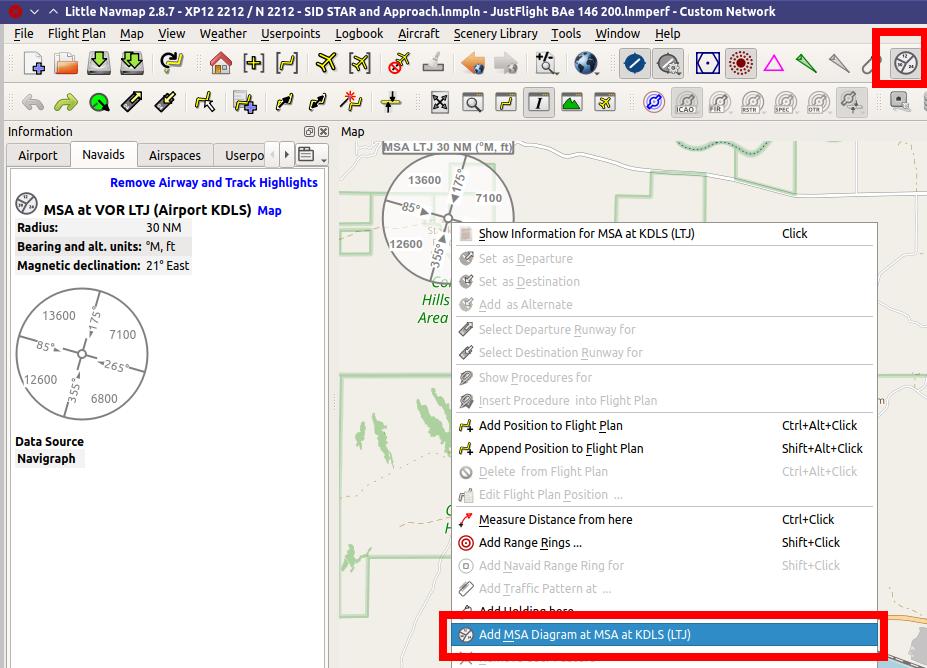 Little Navmap 2.8.7 - XP12 2212 / N 2212 - SID STAR and Approach.lnmpln - JustFlight BAe 146 200.lnmperf - Custom Network
File Flight Plan Map View Weather Userpoints Logbook Aircraft Scenery Library Tools Window Help
ICAO FIR RSTR SPEC OTR
Information
Map
Airport Navaids Airspaces Userpo
Remove Airway and Track Highlights
MSA at VOR LTJ (Airport KDLS) Map
Radius: 30 NM
Bearing and alt. units: °M, ft
Magnetic declination: 21° East
13600
175°
7100
85°
265°
12600
355°
6800
Data Source
Navigraph
MSA LTJ 30 NM (°M, ft)
13600
175°
7100
85°
12600
355°
Hills
Area
Show Information for MSA at KDLS (LTJ) Click
Set as Departure
Set as Destination
Add as Alternate
Select Departure Runway for
Select Destination Runway for
Show Procedures for
Insert Procedure into Flight Plan
Add Position to Flight Plan Ctrl+Alt+Click
Append Position to Flight Plan Shift+Alt+Click
Delete from Flight Plan Ctrl+Alt+Click
Edit Flight Plan Position ...
Measure Distance from here Ctrl+Click
Add Range Rings ... Shift+Click
Add Navaid Range Ring for Shift+Click
Add Traffic Pattern at ...
Add Holding here
Add MSA Diagram at MSA at KDLS (LTJ)